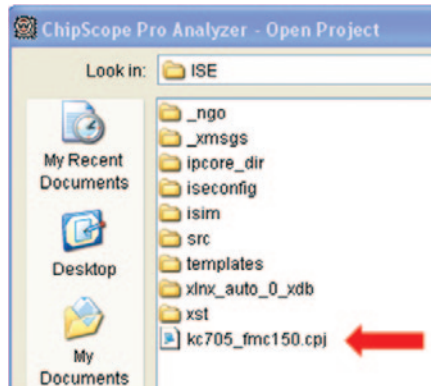 ChipScope Pro Analyzer - Open Project
Look in: ISE
My Recent
Documents
Desktop
My
Documents
_ngo
_xmsgs
ipcore_dir
iseconfig
isim
src
templates
xlnx_auto_0_xdb
xst
kc705_fmc150.cpj